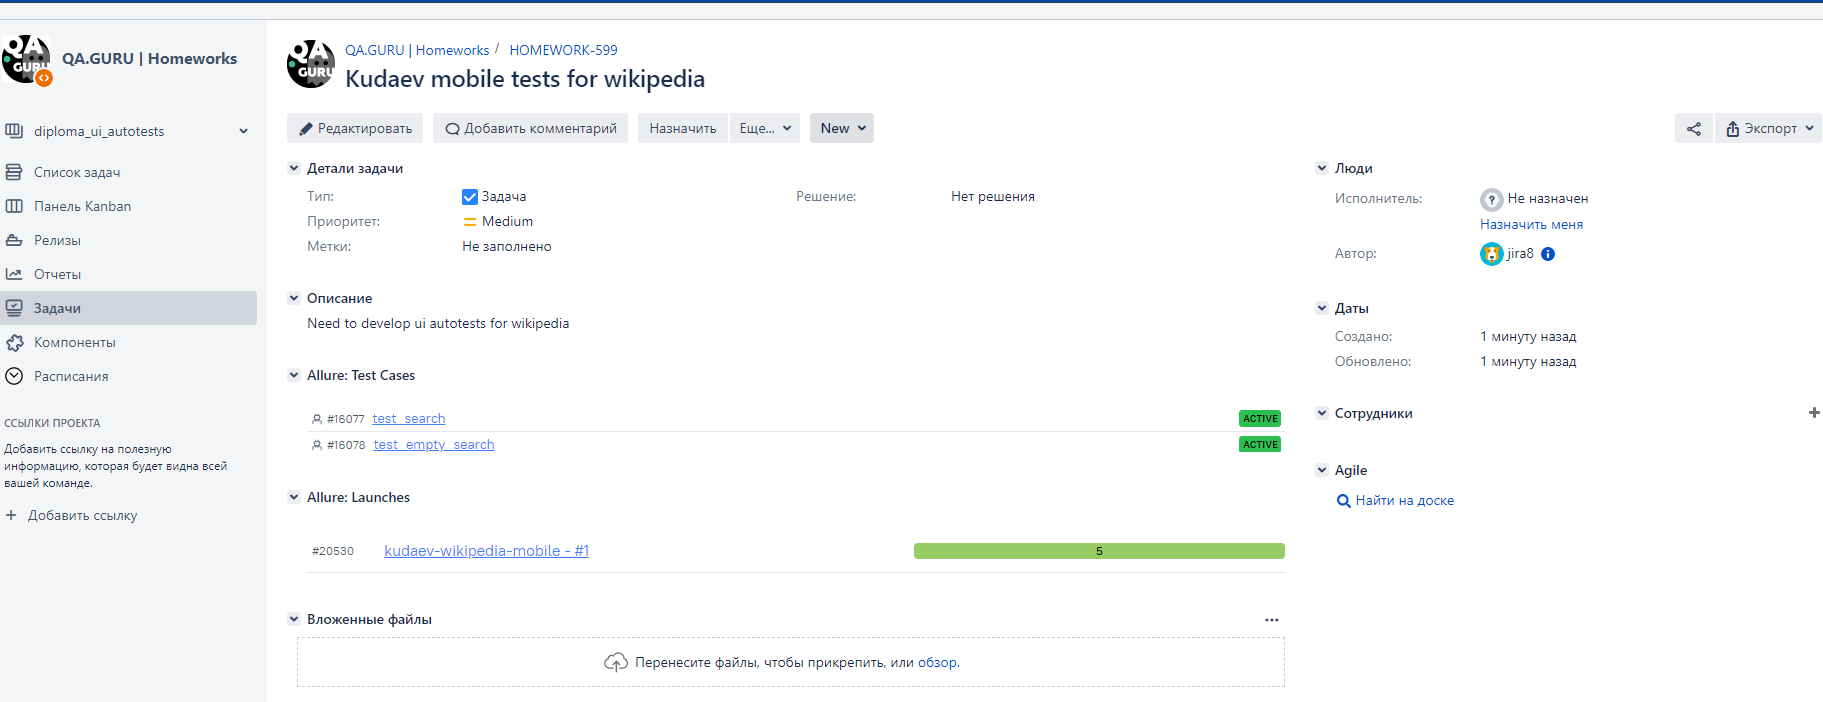 QA GURU
QA.GURU | Homeworks
diploma_ui_autotests
Список задач
Панель Kanban
Релизы
Отчеты
Задачи
Компоненты
Расписания
ССЫЛКИ ПРОЕКТА
Добавить ссылку на полезную
информацию, которая будет видна всей
вашей команде.
+ Добавить ссылку
QA GURU
QA.GURU | Homeworks / HOMEWORK-599
Kudaev mobile tests for wikipedia
Редактировать Добавить комментарий Назначить Еще... New Экспорт
Детали задачи
Тип: Задача Решение: Нет решения
Приоритет: Medium
Метки: Не заполнено
Описание
Need to develop ui autotests for wikipedia
Allure: Test Cases
#16077 test_search ACTIVE
#16078 test_empty_search ACTIVE
Allure: Launches
#20530 kudaev-wikipedia-mobile - #1 5
Вложенные файлы ...
Перенесите файлы, чтобы прикрепить, или обзор.
Люди
Исполнитель: ? Не назначен
Назначить меня
Автор: jira8 i
Даты
Создано: 1 минуту назад
Обновлено: 1 минуту назад
Сотрудники +
Agile
Найти на доске